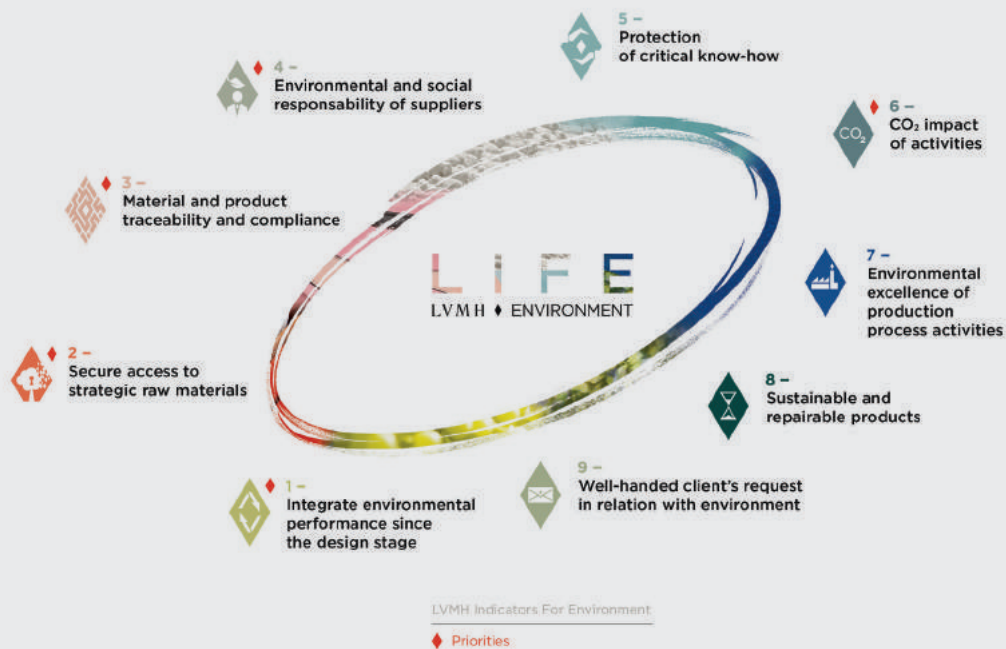 5 –
Protection
of critical know-how
4 –
Environmental and social
responsability of suppliers
6 –
CO₂
CO₂ impact
of activities
3 –
Material and product
traceability and compliance
LIFE
LVMH ♦ ENVIRONMENT
7 –
Environmental
excellence of
production
process activities
2 –
Secure access to
strategic raw materials
8 –
Sustainable and
repairable products
1 –
Integrate environmental
performance since
the design stage
9 –
Well-handed client's request
in relation with environment
LVMH Indicators For Environment
♦ Priorities